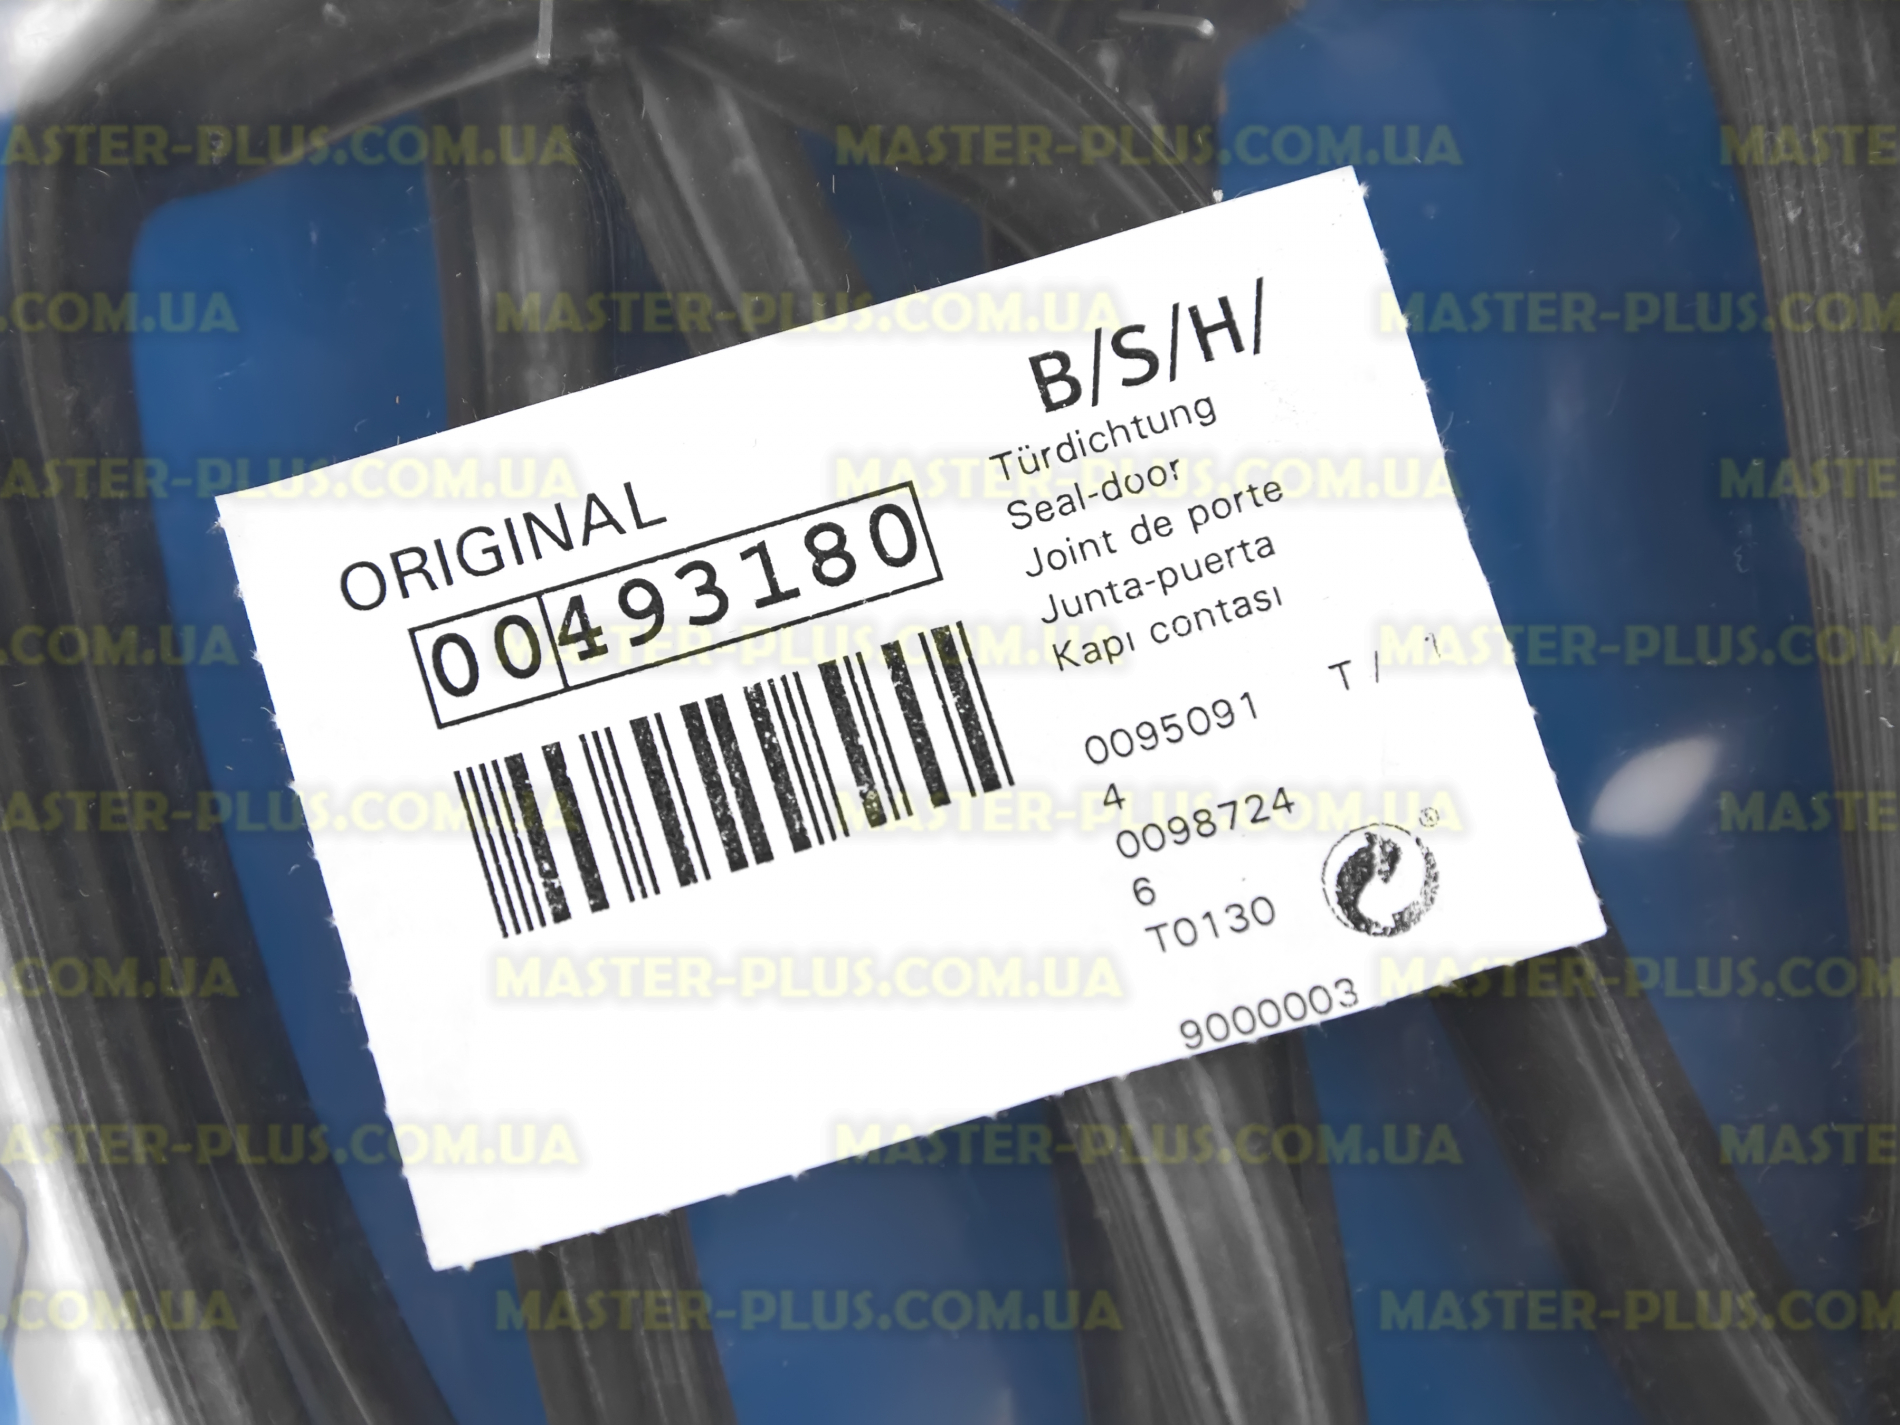 B/S/H/
Türdichtung
Seal-door
Joint de porte
Junta-puerta
Kapı contası
ORIGINAL
00493180
0095091 T / 1
4
0098724
6
T0130
9000003
MASTER-PLUS.COM.UA